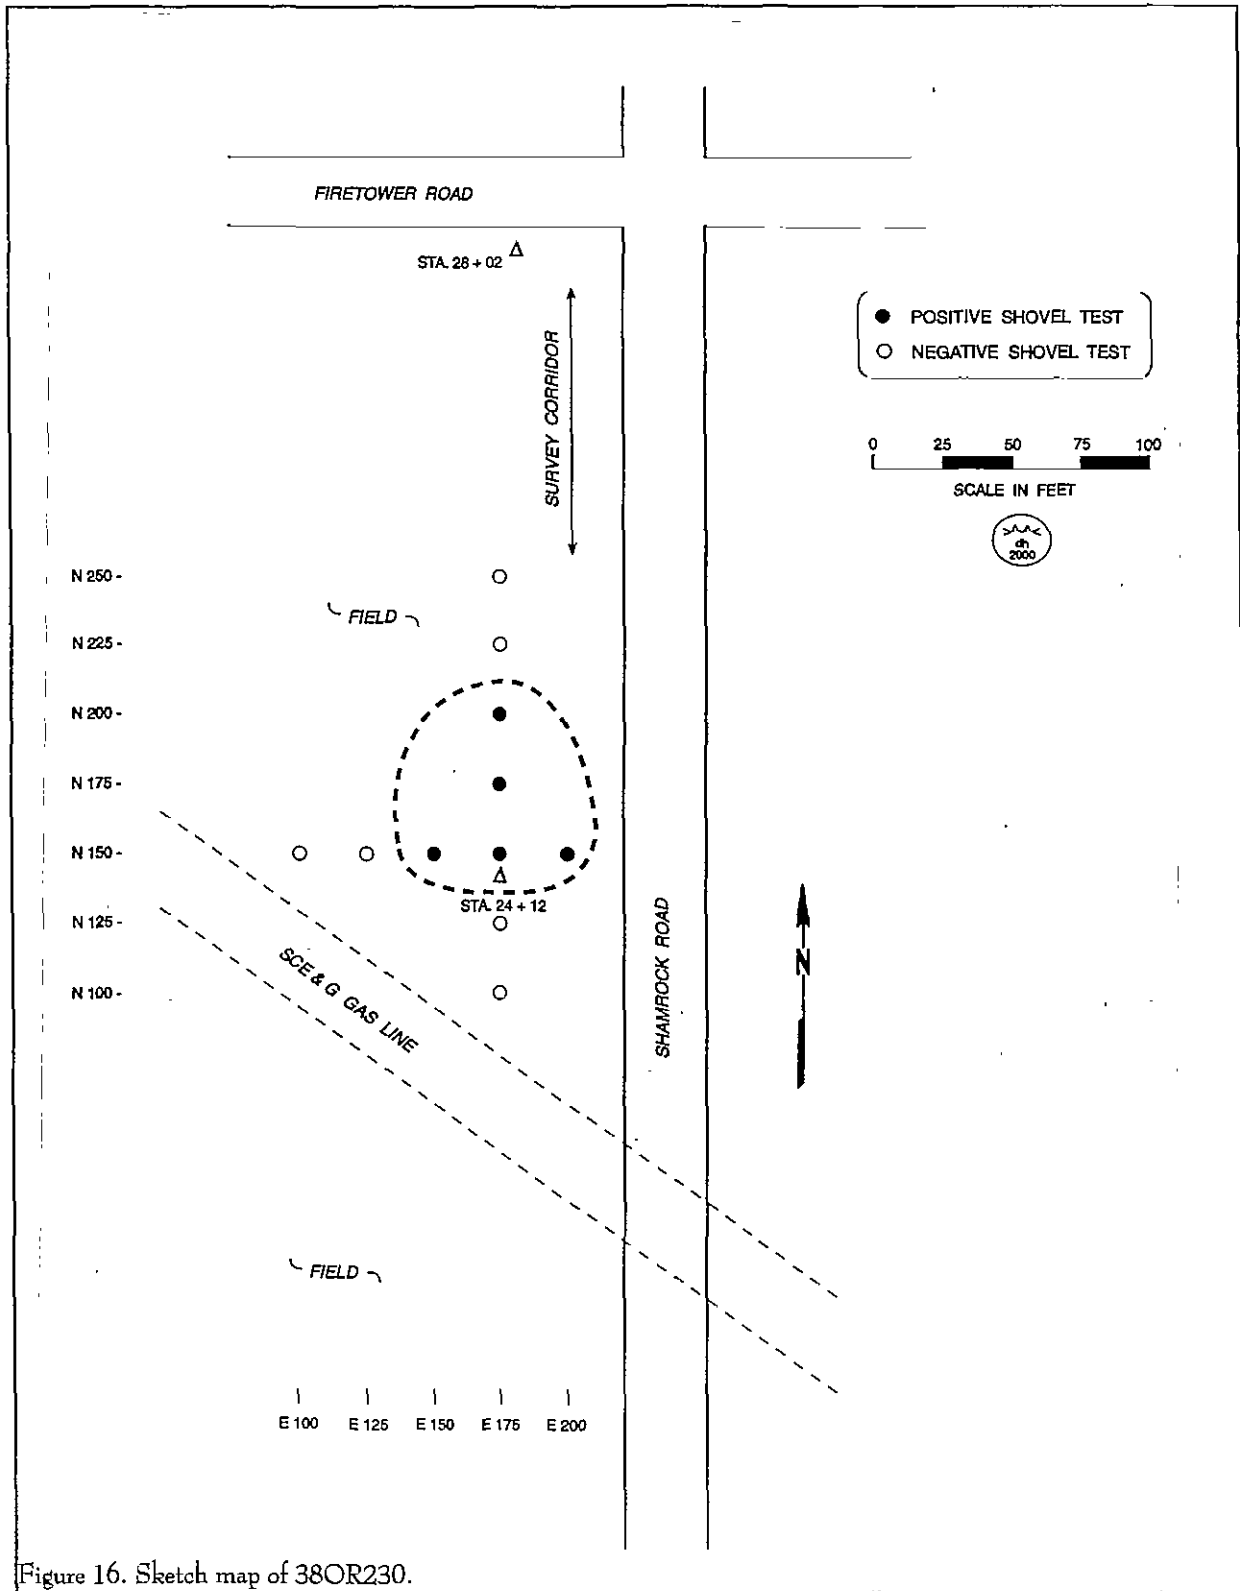 FIRETOWER ROAD
STA. 28 + 02
SURVEY CORRIDOR
POSITIVE SHOVEL TEST
NEGATIVE SHOVEL TEST
0 25 50 75 100
SCALE IN FEET
dh
2000
N 250 -
FIELD
N 225 -
N 200 -
N 175 -
N 150 -
STA. 24 + 12
N 125 -
N 100 -
SCE & G GAS LINE
SHAMROCK ROAD
N
FIELD
E 100 E 125 E 150 E 175 E 200
Figure 16. Sketch map of 38OR230.